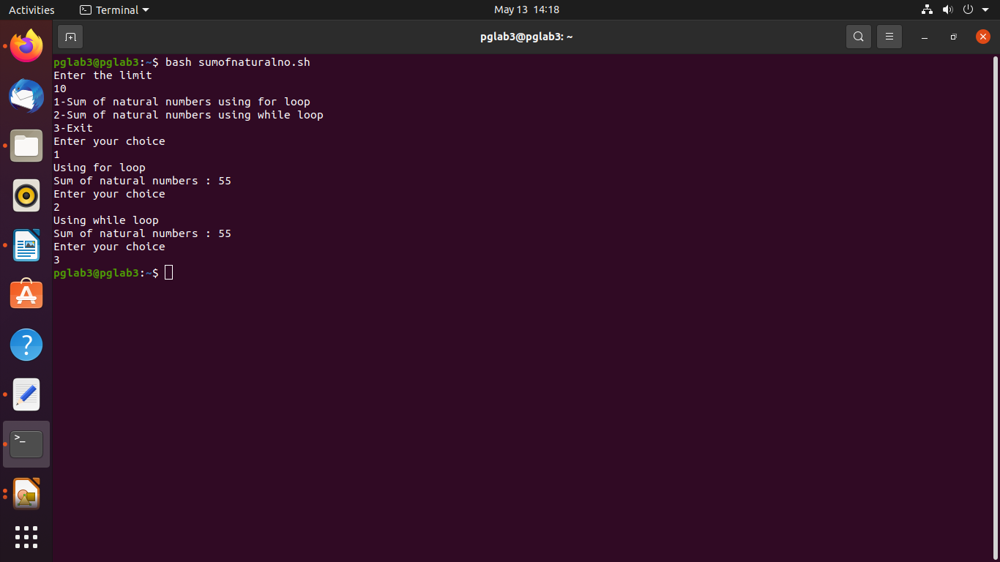 Activities
Terminal
May 13 14:18
pglab3@pglab3: ~
pglab3@pglab3:~$ bash sumofnaturalno.sh
Enter the limit
10
1-Sum of natural numbers using for loop
2-Sum of natural numbers using while loop
3-Exit
Enter your choice
1
Using for loop
Sum of natural numbers : 55
Enter your choice
2
Using while loop
Sum of natural numbers : 55
Enter your choice
3
pglab3@pglab3:~$